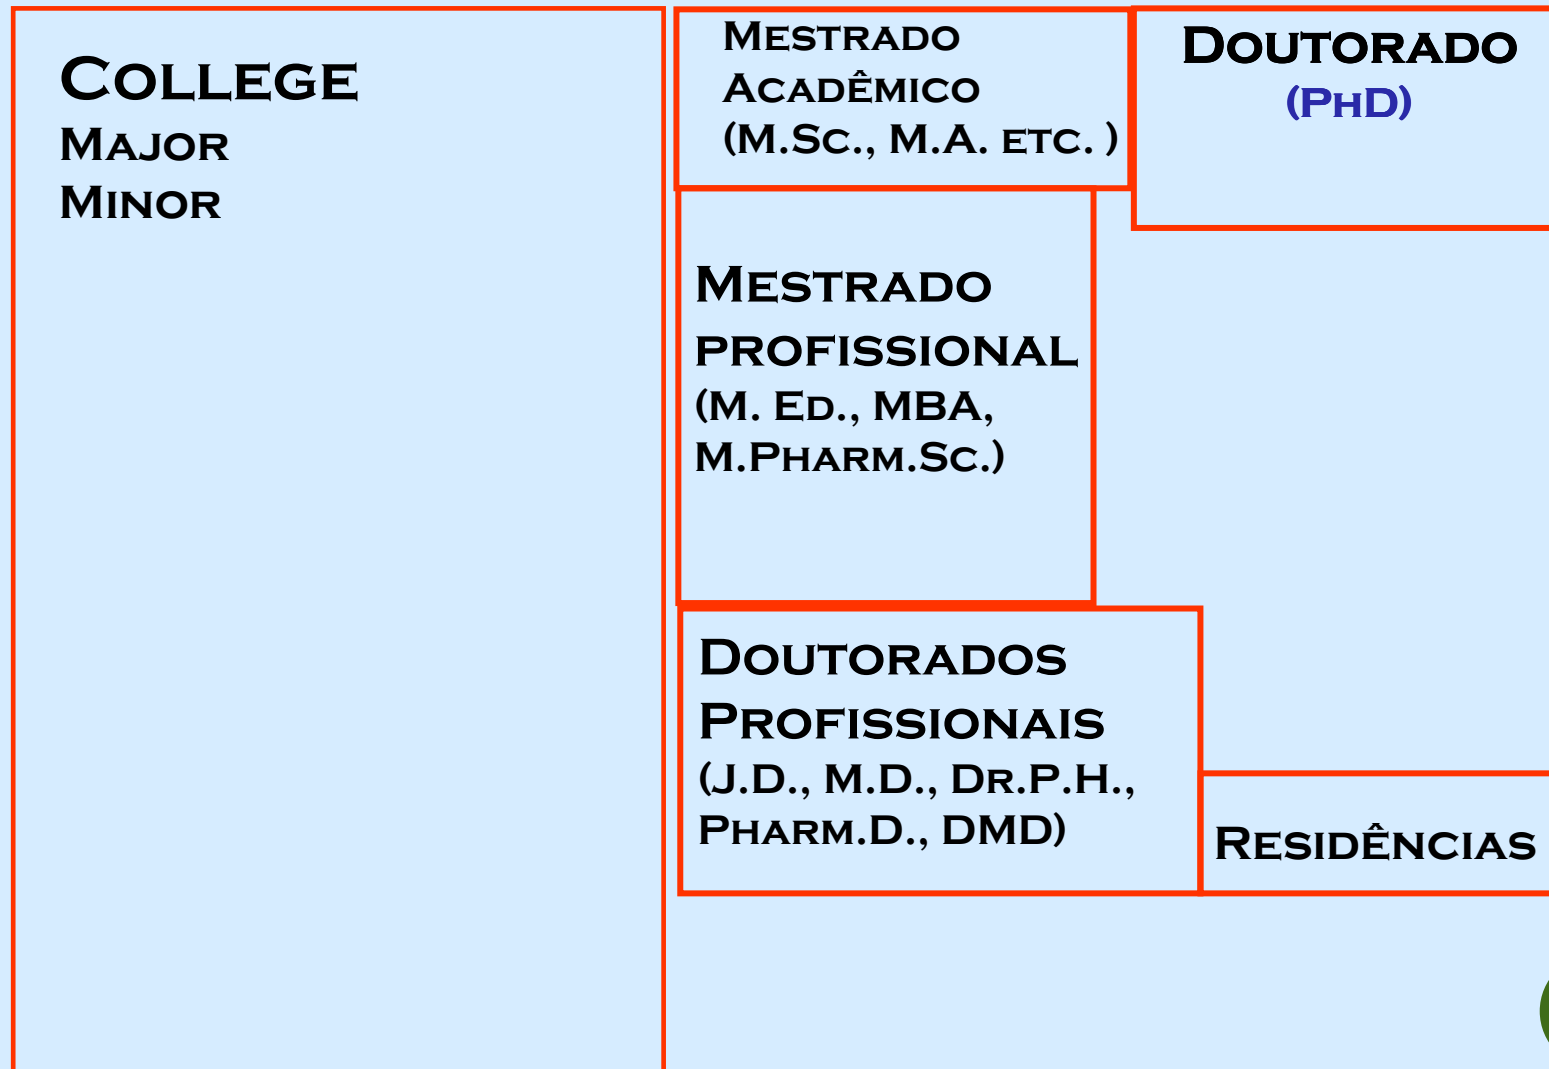 College
Major
Minor
Mestrado
Acadêmico
(M.Sc., M.A. etc. )
Doutorado
(PhD)
Mestrado
profissional
(M. Ed., MBA,
M.Pharm.Sc.)
Doutorados
Profissionais
(J.D., M.D., Dr.P.H.,
Pharm.D., DMD)
Residências